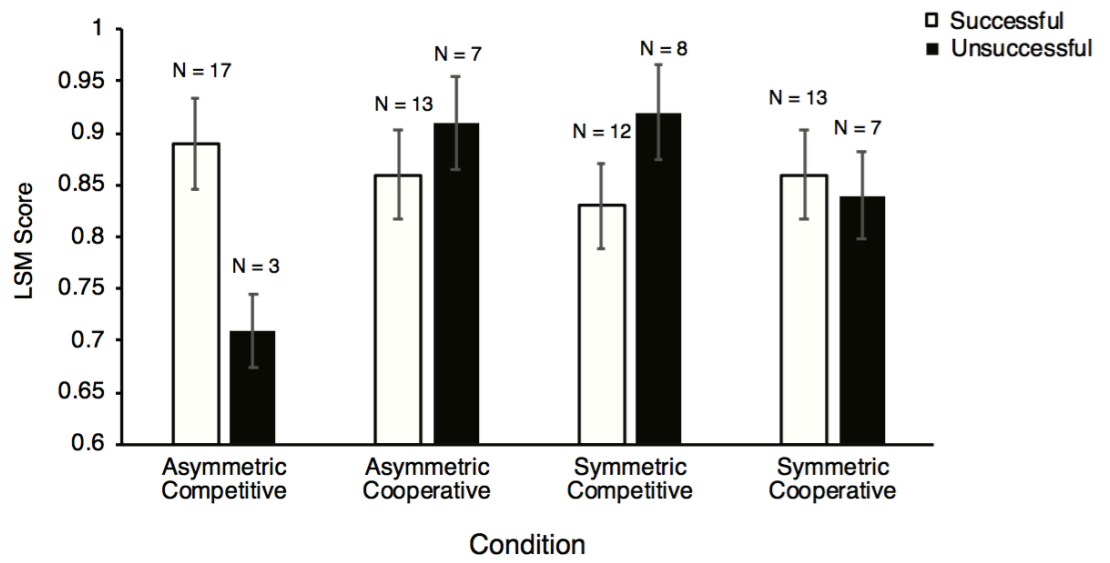 Successful
Unsuccessful
1
0.95
0.9
0.85
0.8
0.75
0.7
0.65
0.6
LSM Score
N = 17
N = 3
N = 13
N = 7
N = 12
N = 8
N = 13
N = 7
Asymmetric
Competitive
Asymmetric
Cooperative
Symmetric
Competitive
Symmetric
Cooperative
Condition